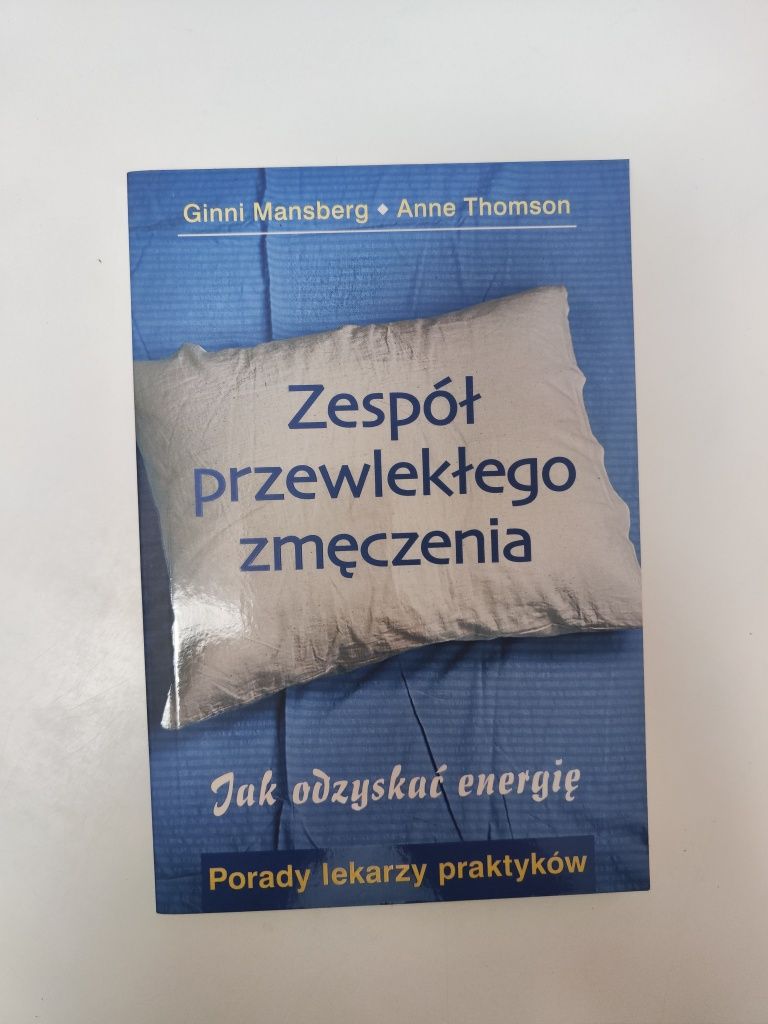 Ginni Mansberg ◆ Anne Thomson
Zespół
przewlekłego
zmęczenia
Jak odzyskać energię
Porady lekarzy praktyków